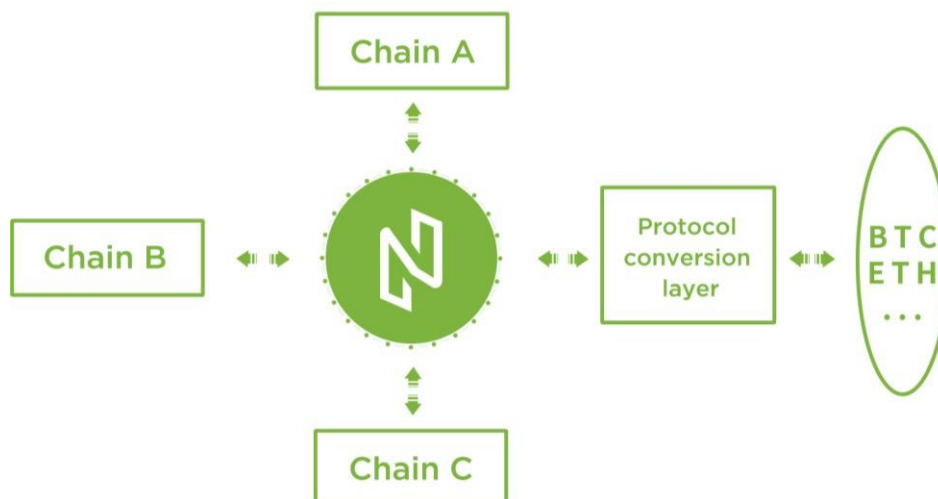 Chain A
Chain B
Protocol
conversion
layer
BTC
ETH
...
Chain C